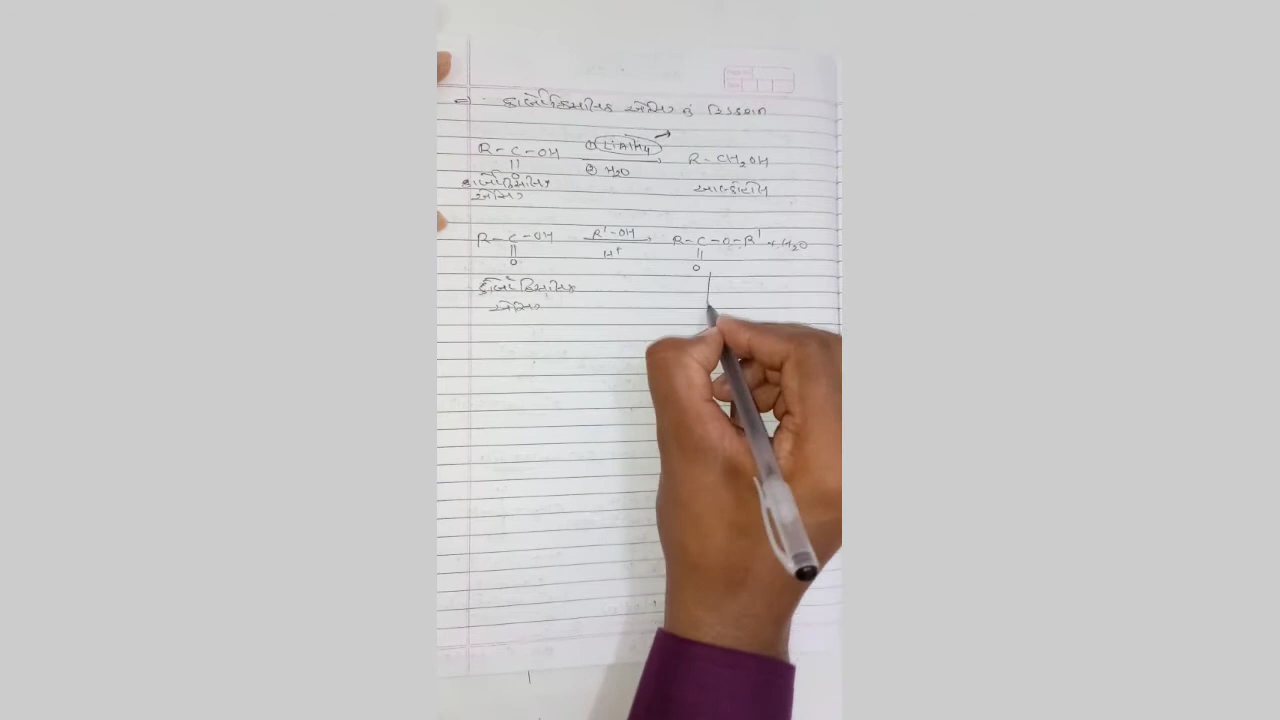 ⇒ કાર્બોક્સિલીક એસિડ નું રિડક્શન
R-C-OH ① LiAlH4 → R-CH2OH
|| ② H2O
O
કાર્બોક્સિલીક આલ્કોહોલ
એસિડ
R-C-OH R'-OH → R-C-O-R' + H2O
|| H+ ||
O O
કાર્બોક્સિલીક
એસિડ